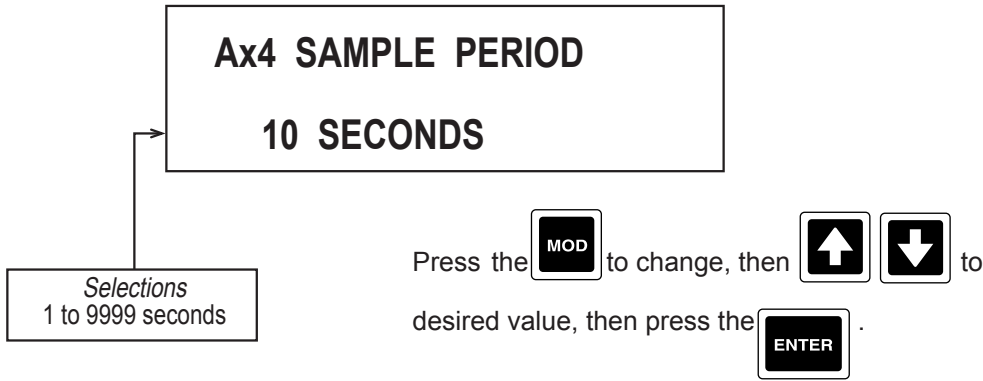 Ax4 SAMPLE PERIOD
10 SECONDS
Selections
1 to 9999 seconds
Press the MOD to change, then to
desired value, then press the ENTER .